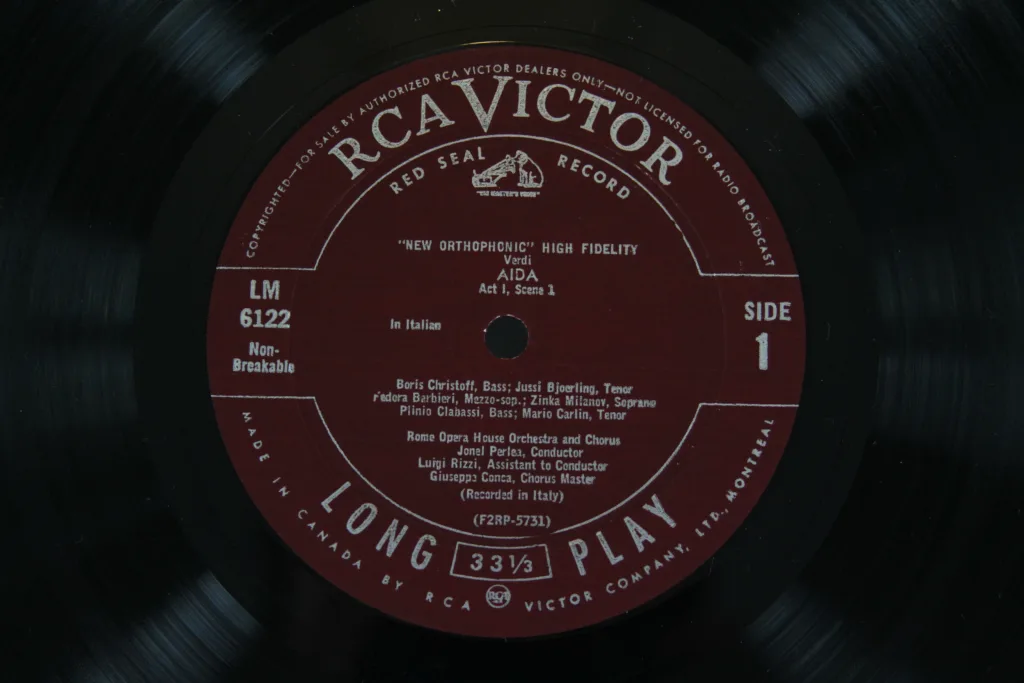 COPYRIGHTED—FOR SALE BY AUTHORIZED RCA VICTOR DEALERS ONLY—NOT LICENSED FOR RADIO BROADCAST
RCA VICTOR
RED SEAL RECORD
"HIS MASTER'S VOICE"
"NEW ORTHOPHONIC" HIGH FIDELITY
Verdi
AIDA
Act I, Scene 1
LM
6122
Non-
Breakable
In Italian
SIDE
1
Boris Christoff, Bass; Jussi Bjoerling, Tenor
Fedora Barbieri, Mezzo-sop.; Zinka Milanov, Soprano
Plinio Clabassi, Bass; Mario Carlin, Tenor
Rome Opera House Orchestra and Chorus
Jonel Perlea, Conductor
Luigi Rizzi, Assistant to Conductor
Giuseppe Conca, Chorus Master
(Recorded in Italy)
(F2RP-5731)
LONG 33⅓ PLAY
MADE IN CANADA BY RCA VICTOR COMPANY, LTD., MONTREAL
RCA